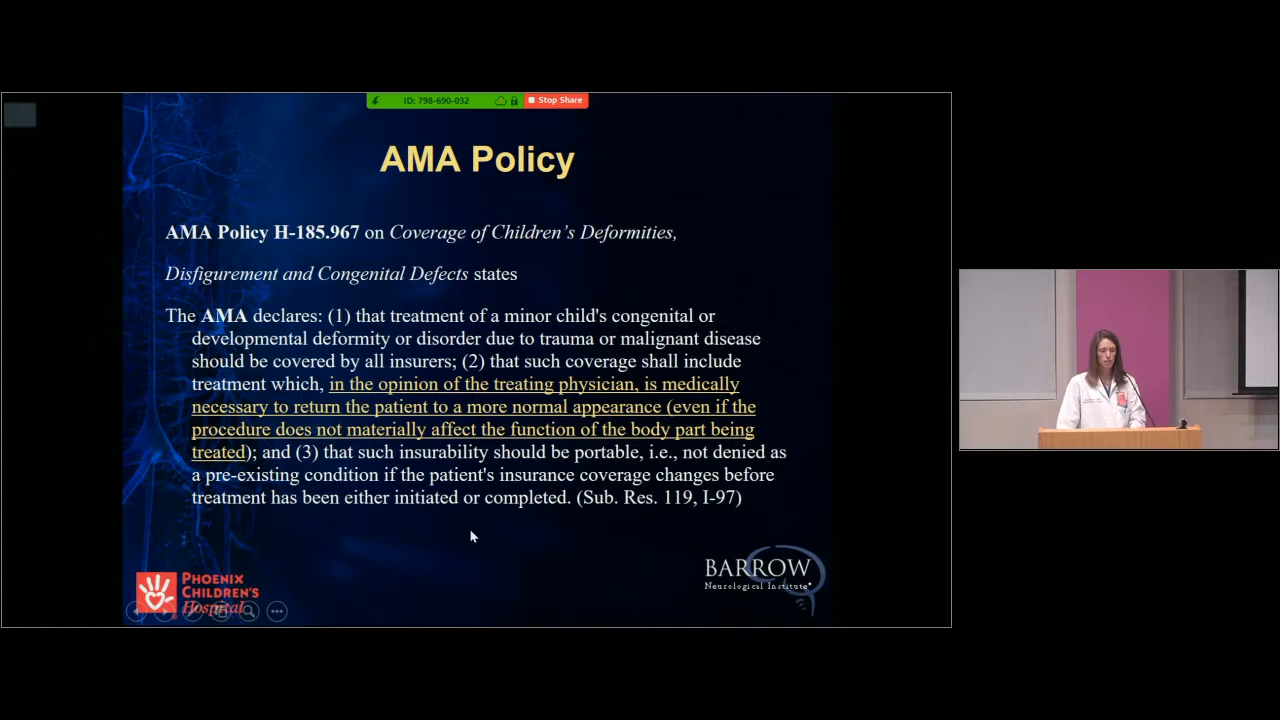 ID: 798-690-032
Stop Share
AMA Policy
AMA Policy H-185.967 on Coverage of Children's Deformities,
Disfigurement and Congenital Defects states
The AMA declares: (1) that treatment of a minor child's congenital or
developmental deformity or disorder due to trauma or malignant disease
should be covered by all insurers; (2) that such coverage shall include
treatment which, in the opinion of the treating physician, is medically
necessary to return the patient to a more normal appearance (even if the
procedure does not materially affect the function of the body part being
treated); and (3) that such insurability should be portable, i.e., not denied as
a pre-existing condition if the patient's insurance coverage changes before
treatment has been either initiated or completed. (Sub. Res. 119, I-97)
PHOENIX
CHILDREN'S
Hospital
BARROW
Neurological Institute®